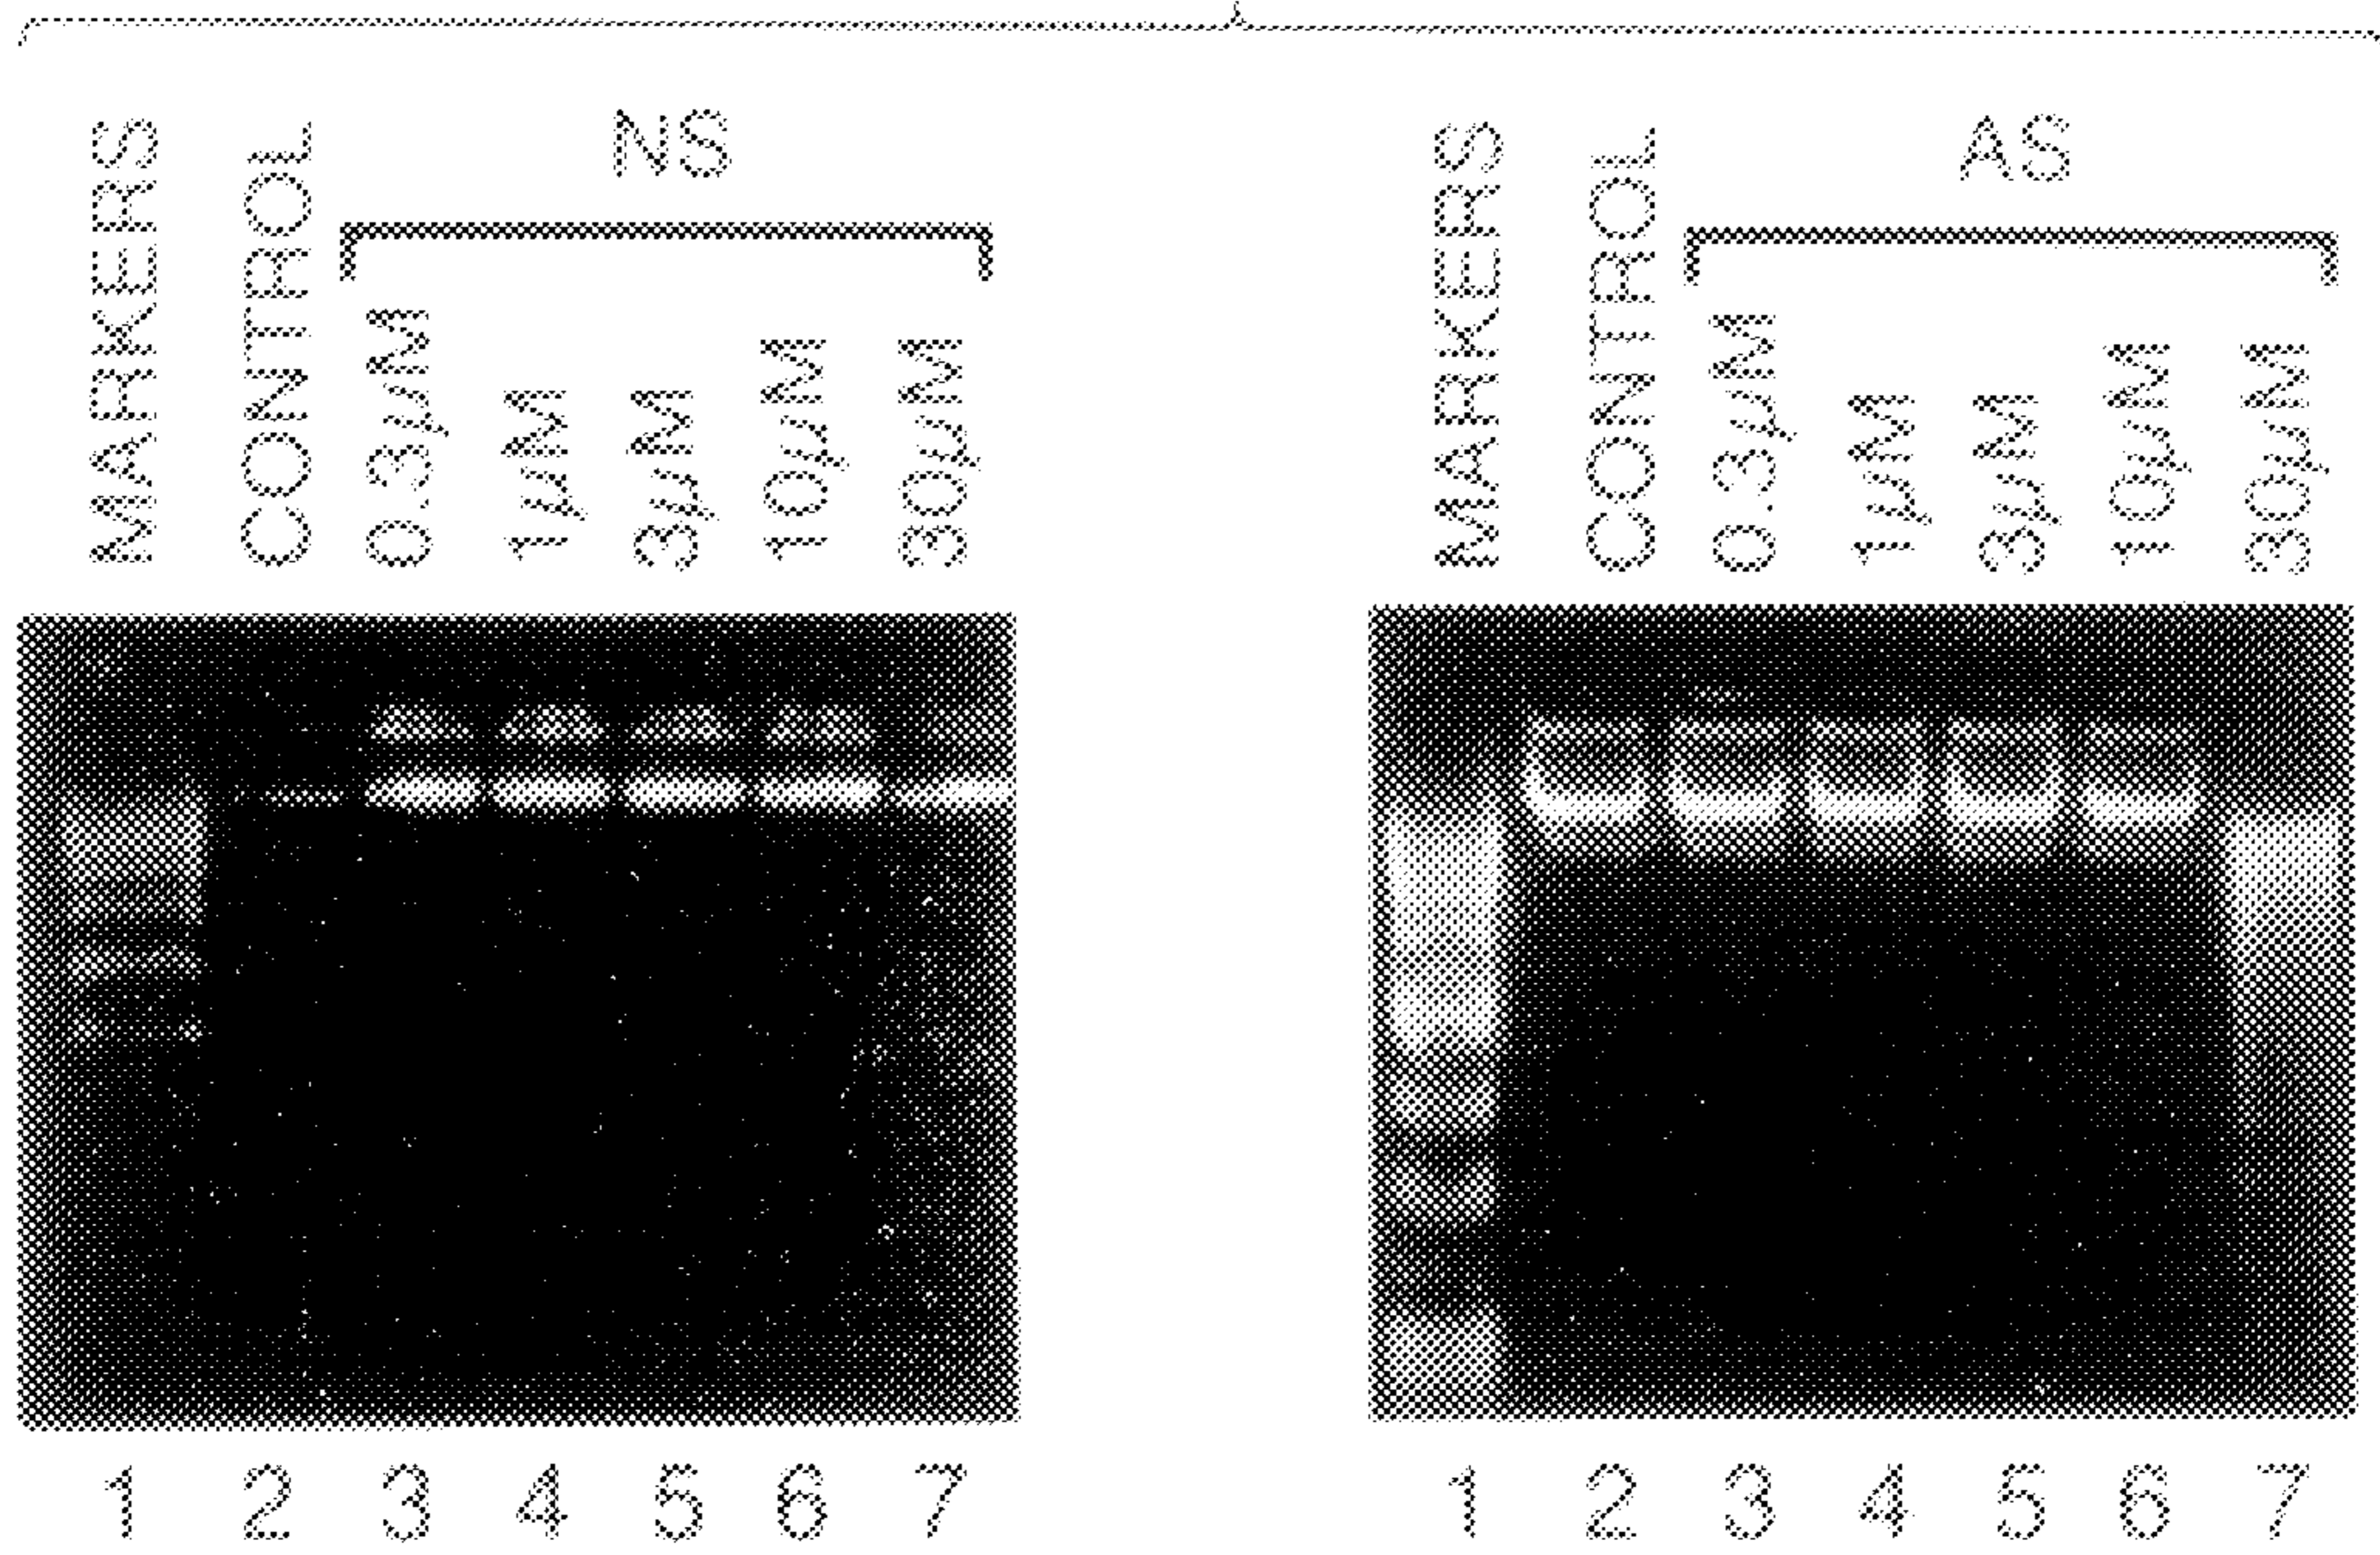 NS
MARKERS
CONTROL
0.3µM
1µM
3µM
10µM
30µM
1 2 3 4 5 6 7
AS
MARKERS
CONTROL
0.3µM
1µM
3µM
10µM
30µM
1 2 3 4 5 6 7